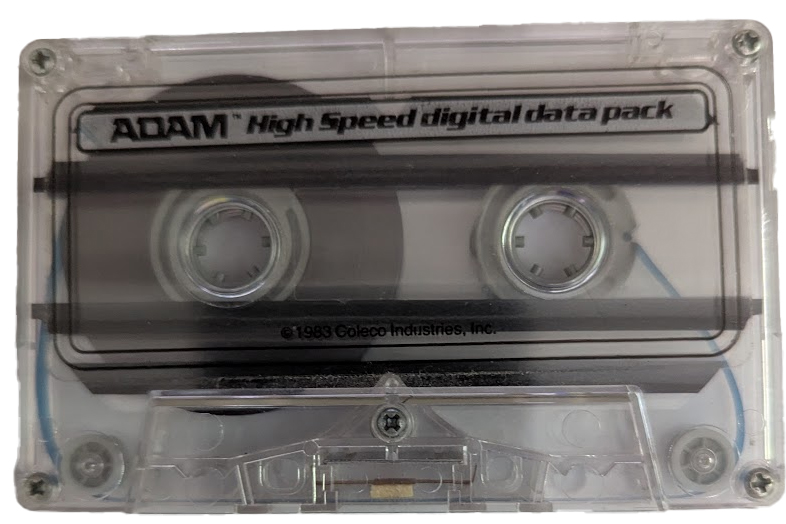 ADAM™ High Speed digital data pack
© 1983 Coleco Industries, Inc.